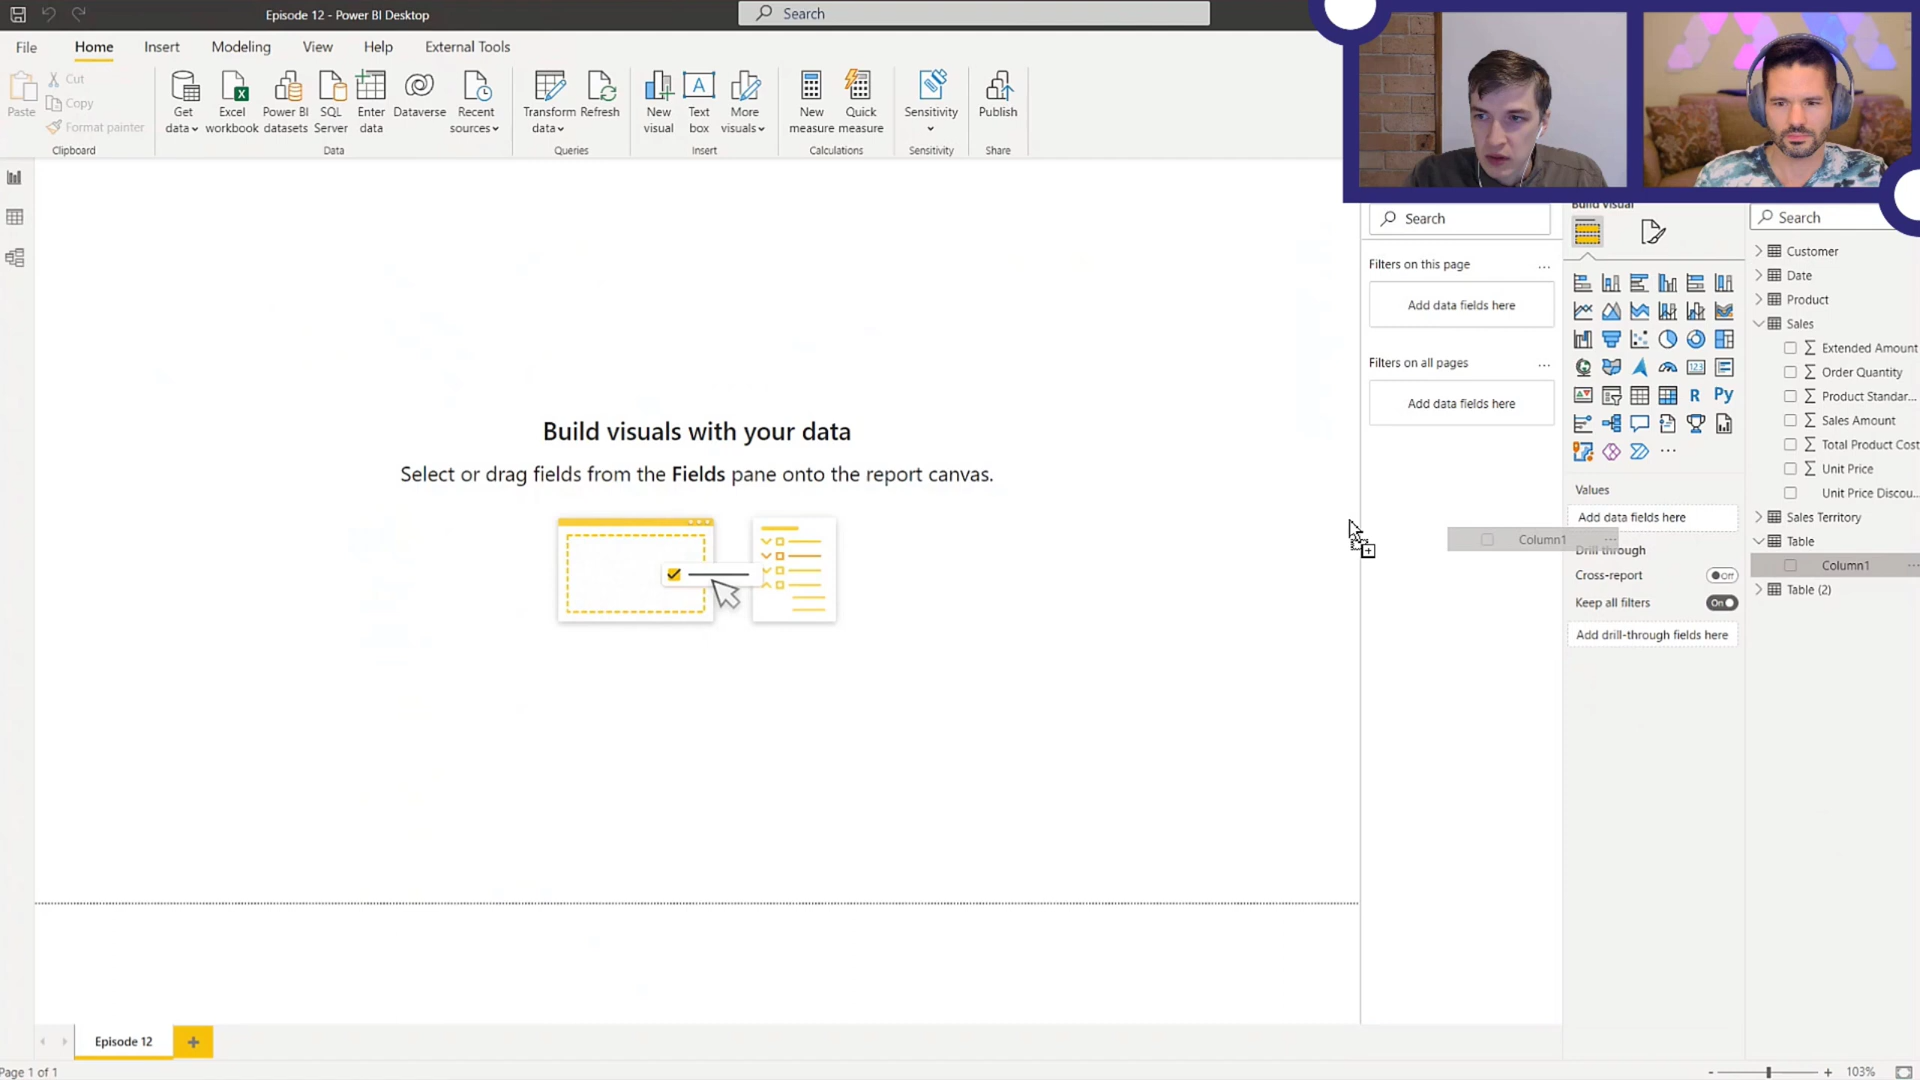 Episode 12 - Power BI Desktop
Search
File
Home
Insert
Modeling
View
Help
External Tools
Paste
Cut
Copy
Format painter
Clipboard
Get data
Excel workbook
Power BI datasets
SQL Server
Enter data
Dataverse
Recent sources
Data
Transform data
Refresh
Queries
New visual
Text box
More visuals
Insert
New measure
Quick measure
Calculations
Sensitivity
Sensitivity
Publish
Share
Build visuals with your data
Select or drag fields from the Fields pane onto the report canvas.
Search
Filters on this page
...
Add data fields here
Filters on all pages
...
Add data fields here
Build visual
123
R
Py
...
Values
Add data fields here
Column1
...
Drill through
Cross-report
Off
Keep all filters
On
Add drill-through fields here
Search
Customer
Date
Product
Sales
Extended Amount
Order Quantity
Product Standar...
Sales Amount
Total Product Cost
Unit Price
Unit Price Discou...
Sales Territory
Table
Column1
...
Table (2)
Episode 12
+
Page 1 of 1
-
+
103%